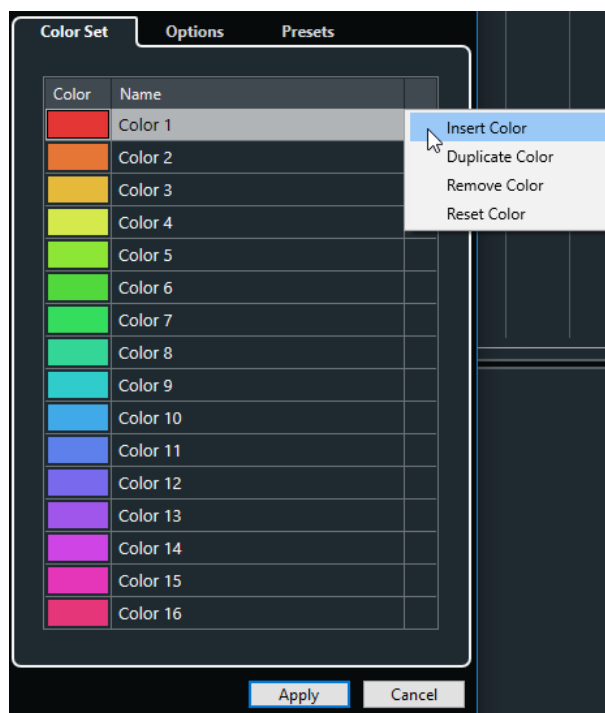 Color Set Options Presets
Color Name
Color 1
Insert Color
Color 2
Duplicate Color
Color 3
Remove Color
Color 4
Reset Color
Color 5
Color 6
Color 7
Color 8
Color 9
Color 10
Color 11
Color 12
Color 13
Color 14
Color 15
Color 16
Apply Cancel